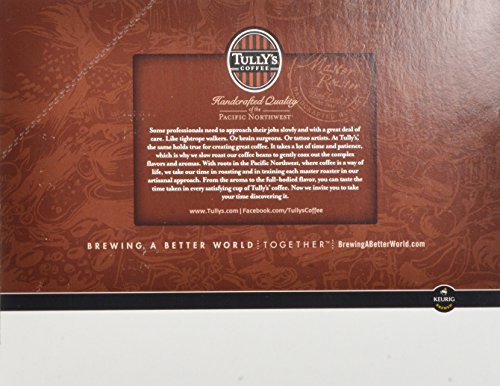 TULLY'S
COFFEE
Handcrafted Quality
of the
PACIFIC NORTHWEST
Some professionals need to approach their jobs slowly and with a great deal of
care. Like tightrope walkers. Or brain surgeons. Or tattoo artists. At Tully's,
the same holds true for creating great coffee. It takes a lot of time and patience,
which is why we slow roast our coffee beans to gently coax out the complex
flavors and aromas. With roots in the Pacific Northwest, where coffee is a way of
life, we take our time in roasting and in training each master roaster in our
artisanal approach. From the aroma to the full-bodied flavor, you can taste the
time taken in every satisfying cup of Tully's coffee. Now we invite you to take
your time discovering it.
www.Tullys.com | Facebook.com/TullysCoffee
BREWING A BETTER WORLD TOGETHER™ BrewingABetterWorld.com
KEURIG
BREWED